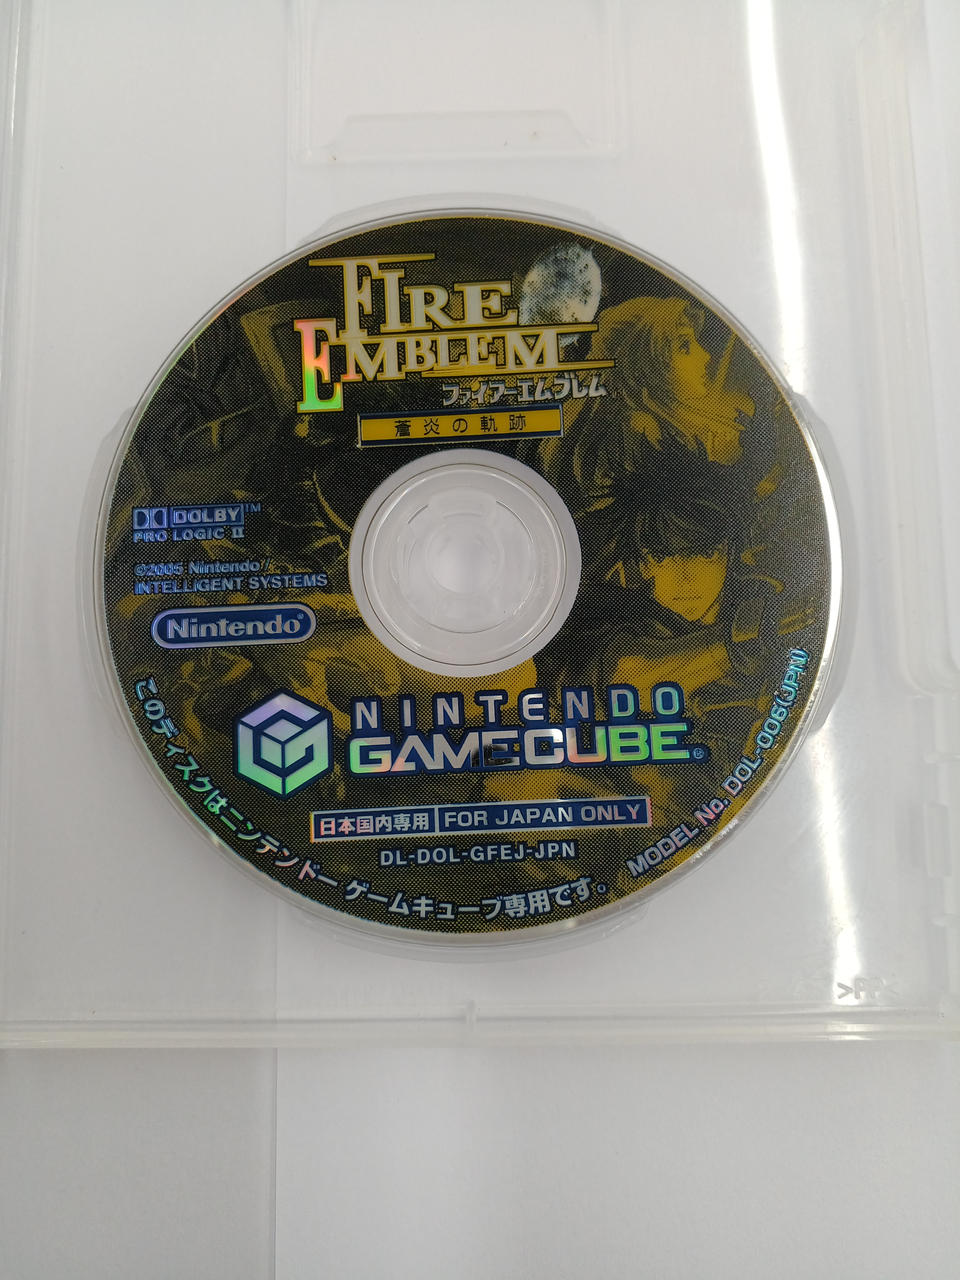 FIRE
EMBLEM
ファイアーエムブレム
蒼炎の軌跡
DOLBY™
PRO LOGIC II
©2005 Nintendo/
INTELLIGENT SYSTEMS
Nintendo®
NINTENDO
GAMECUBE®
日本国内専用 FOR JAPAN ONLY
DL-DOL-GFEJ-JPN
このディスクはニンテンドー ゲームキューブ専用です。
MODEL No. DOL-006(JPN)
>PP<